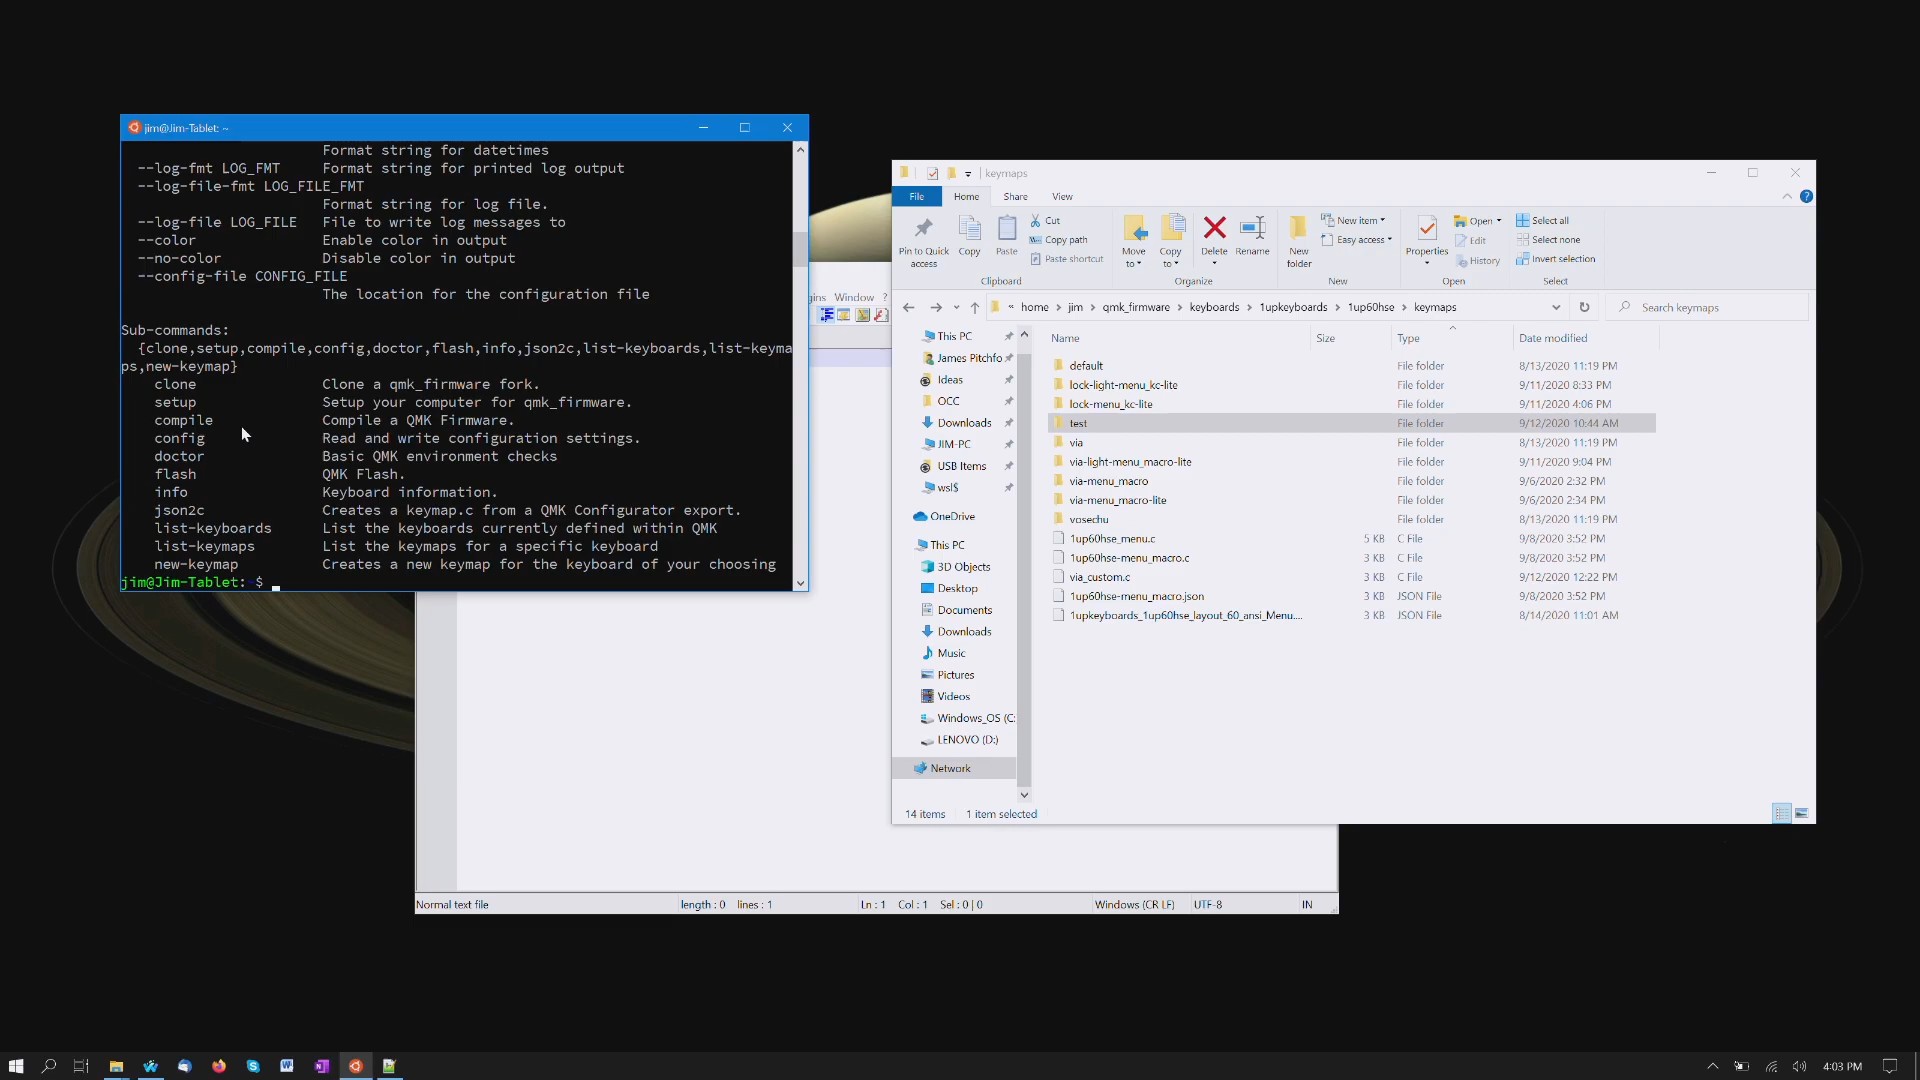 jim@Jim-Tablet: ~
Format string for datetimes
--log-fmt LOG_FMT Format string for printed log output
--log-file-fmt LOG_FILE_FMT
Format string for log file.
--log-file LOG_FILE File to write log messages to
--color Enable color in output
--no-color Disable color in output
--config-file CONFIG_FILE
The location for the configuration file
Sub-commands:
{clone,setup,compile,config,doctor,flash,info,json2c,list-keyboards,list-keyma
ps,new-keymap}
clone Clone a qmk_firmware fork.
setup Setup your computer for qmk_firmware.
compile Compile a QMK Firmware.
config Read and write configuration settings.
doctor Basic QMK environment checks
flash QMK Flash.
info Keyboard information.
json2c Creates a keymap.c from a QMK Configurator export.
list-keyboards List the keyboards currently defined within QMK
list-keymaps List the keymaps for a specific keyboard
new-keymap Creates a new keymap for the keyboard of your choosing
jim@Jim-Tablet:~$
gins Window ?
Normal text file length : 0 lines : 1 Ln : 1 Col : 1 Sel : 0 | 0 Windows (CR LF) UTF-8 IN
keymaps
File Home Share View
Pin to Quick
access
Copy
Paste
Cut
Copy path
Paste shortcut
Clipboard
Move
to
Copy
to
Delete
Rename
Organize
New
folder
New item
Easy access
New
Properties
Open
Edit
History
Open
Select all
Select none
Invert selection
Select
« home > jim > qmk_firmware > keyboards > 1upkeyboards > 1up60hse > keymaps
Search keymaps
This PC
James Pitchfo
Ideas
OCC
Downloads
JIM-PC
USB Items
wsl$
OneDrive
This PC
3D Objects
Desktop
Documents
Downloads
Music
Pictures
Videos
Windows_OS (C:
LENOVO (D:)
Network
Name Size Type Date modified
default File folder 8/13/2020 11:19 PM
lock-light-menu_kc-lite File folder 9/11/2020 8:33 PM
lock-menu_kc-lite File folder 9/11/2020 4:06 PM
test File folder 9/12/2020 10:44 AM
via File folder 8/13/2020 11:19 PM
via-light-menu_macro-lite File folder 9/11/2020 9:04 PM
via-menu_macro File folder 9/6/2020 2:32 PM
via-menu_macro-lite File folder 9/6/2020 2:34 PM
vosechu File folder 8/13/2020 11:19 PM
1up60hse_menu.c 5 KB C File 9/8/2020 3:52 PM
1up60hse-menu_macro.c 3 KB C File 9/8/2020 3:52 PM
via_custom.c 3 KB C File 9/12/2020 12:22 PM
1up60hse-menu_macro.json 3 KB JSON File 9/8/2020 3:52 PM
1upkeyboards_1up60hse_layout_60_ansi_Menu.... 3 KB JSON File 8/14/2020 11:01 AM
14 items 1 item selected
4:03 PM